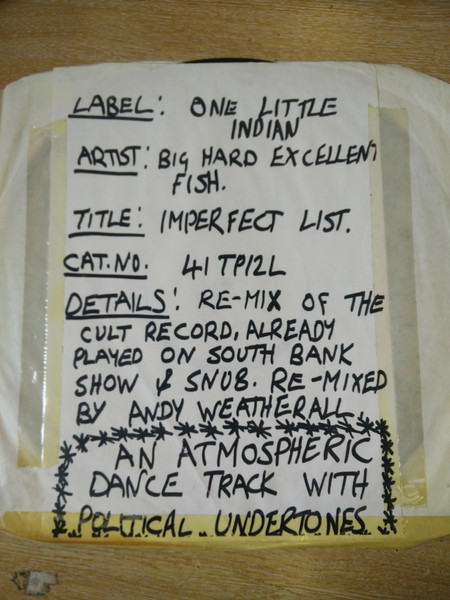 LABEL: ONE LITTLE
INDIAN
ARTIST: BIG HARD EXCELLENT
FISH.
TITLE: IMPERFECT LIST.
CAT.NO. 41 TP12L
DETAILS: RE-MIX OF THE
CULT RECORD, ALREADY
PLAYED ON SOUTH BANK
SHOW & SNUB. RE-MIXED
BY ANDY WEATHERALL.
AN ATMOSPHERIC
DANCE TRACK WITH
POLITICAL UNDERTONES.